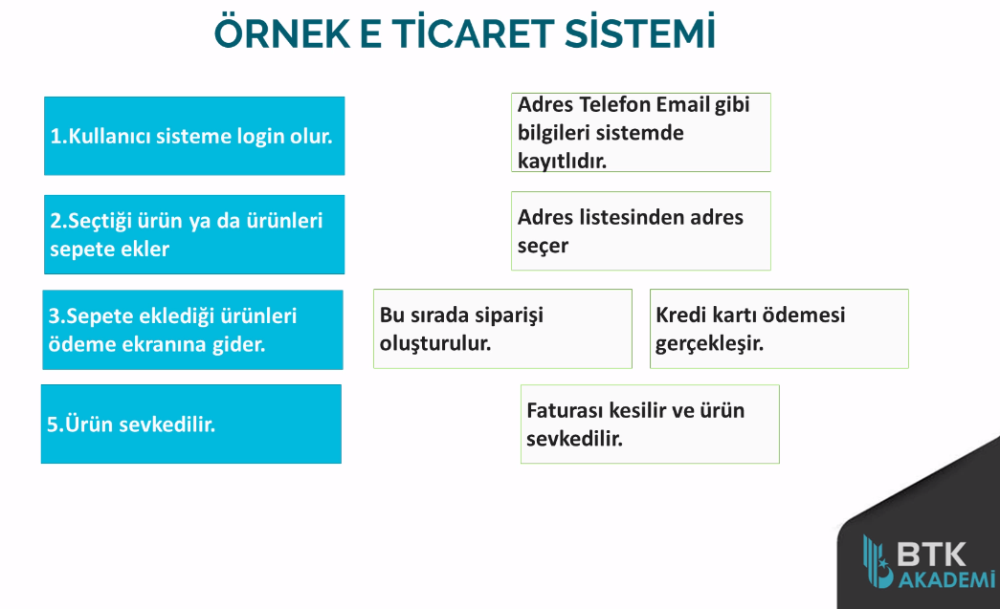 ÖRNEK E TİCARET SİSTEMİ
1.Kullanıcı sisteme login olur.
Adres Telefon Email gibi
bilgileri sistemde
kayıtlıdır.
2.Seçtiği ürün ya da ürünleri
sepete ekler
Adres listesinden adres
seçer
3.Sepete eklediği ürünleri
ödeme ekranına gider.
Bu sırada siparişi
oluşturulur.
Kredi kartı ödemesi
gerçekleşir.
5.Ürün sevkedilir.
Faturası kesilir ve ürün
sevkedilir.
BTK
AKADEMİ